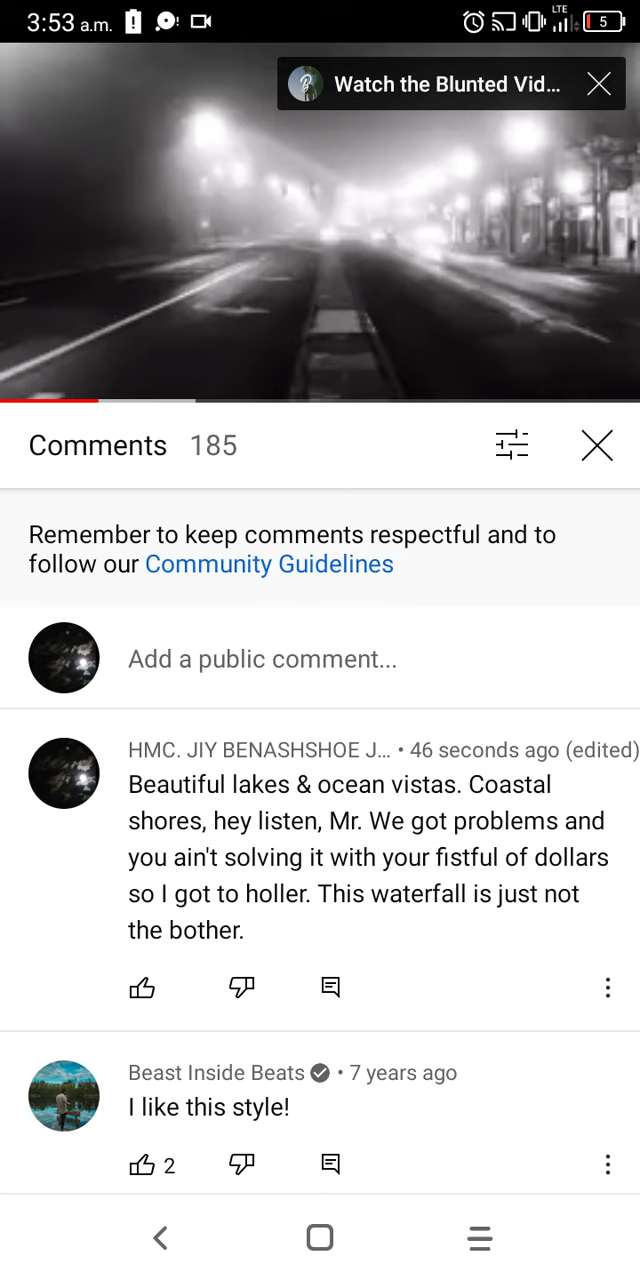 3:53 a.m.
LTE
5
Watch the Blunted Vid...
Comments 185
Remember to keep comments respectful and to
follow our Community Guidelines
Add a public comment...
HMC. JIY BENASHSHOE J... • 46 seconds ago (edited)
Beautiful lakes & ocean vistas. Coastal
shores, hey listen, Mr. We got problems and
you ain't solving it with your fistful of dollars
so I got to holler. This waterfall is just not
the bother.
Beast Inside Beats • 7 years ago
I like this style!
2